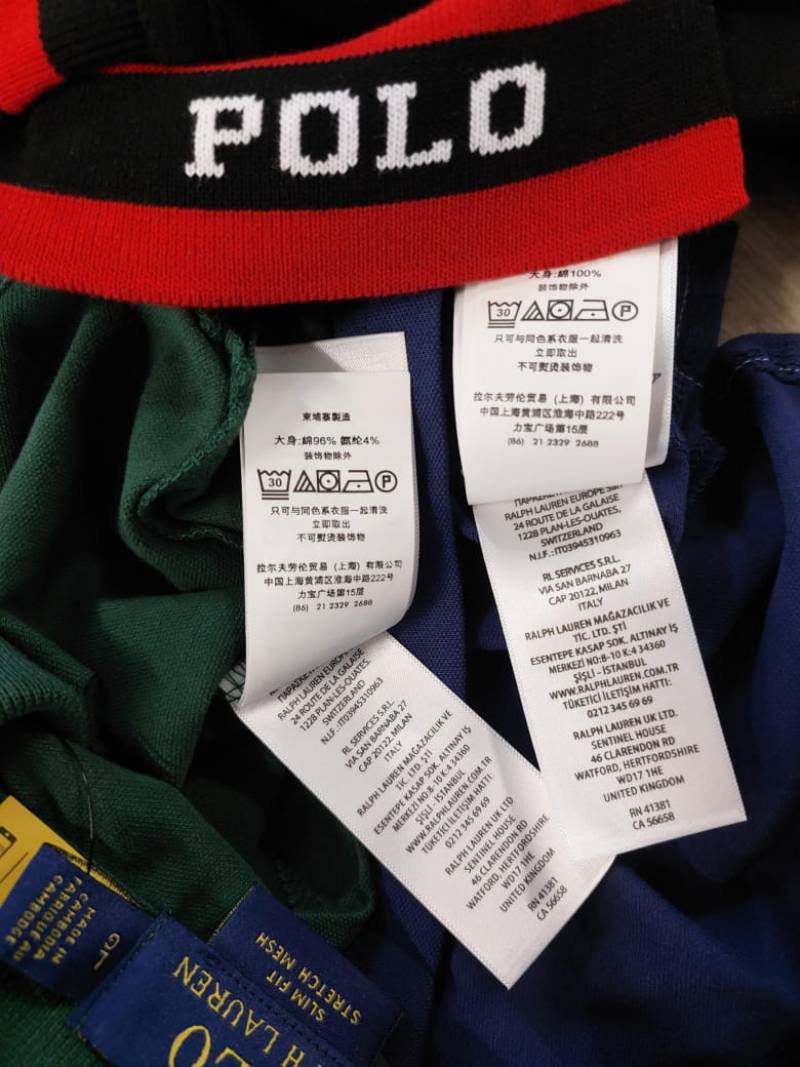 POLO
大身:綿100%
装饰物除外
30
P
只可与同色系衣服一起清洗
立即取出
不可熨烫装饰物
拉尔夫劳伦贸易 (上海) 有限公司
中国上海黄浦区淮海中路222号
力宝广场第15层
(86) 21 2329 2688
RALPH LAUREN EUROPE
24 ROUTE DE LA GALAISE
1228 PLAN-LES-OUATES,
SWITZERLAND
N.I.F.:IT03945310963
RL SERVICES S.R.L.
VIA SAN BARNABA 27
CAP 20122, MILAN
ITALY
RALPH LAUREN MAĞAZACILIK VE
TİC. LTD. ŞTİ
ESENTEPE KASAP SOK. ALTINAY İŞ
MERKEZİ NO:8-10 K:4 34360
ŞİŞLİ - İSTANBUL
WWW.RALPHLAUREN.COM.TR
TÜKETİCİ İLETİŞİM HATTI:
0212 345 69 69
RALPH LAUREN UK LTD.
SENTINEL HOUSE
46 CLARENDON RD
WATFORD, HERTFORDSHIRE
WD17 1HE
UNITED KINGDOM
RN 41381
CA 56658
柬埔寨製造
大身:綿96% 氨纶4%
装饰物除外
30
P
只可与同色系衣服一起清洗
立即取出
不可熨烫装饰物
拉尔夫劳伦贸易 (上海) 有限公司
中国上海黄浦区淮海中路222号
力宝广场第15层
(86) 21 2329 2688
RALPH LAUREN EUROPE
24 ROUTE DE LA GALAISE
1228 PLAN-LES-OUATES,
SWITZERLAND
N.I.F.:IT03945310963
RL SERVICES S.R.L.
VIA SAN BARNABA 27
CAP 20122, MILAN
ITALY
RALPH LAUREN MAĞAZACILIK VE
TİC. LTD. ŞTİ
ESENTEPE KASAP SOK. ALTINAY İŞ
MERKEZİ NO:8-10 K:4 34360
ŞİŞLİ - İSTANBUL
WWW.RALPHLAUREN.COM.TR
TÜKETİCİ İLETİŞİM HATTI:
0212 345 69 69
RALPH LAUREN UK LTD
SENTINEL HOUSE
46 CLARENDON RD
WATFORD, HERTFORDSHIRE
WD17 1HE
UNITED KINGDOM
RN 41381
CA 56658
MADE IN
CAMBODIA
FABRIQUÉ AU
CAMBODGE
SLIM FIT
STRETCH MESH
LAUREN